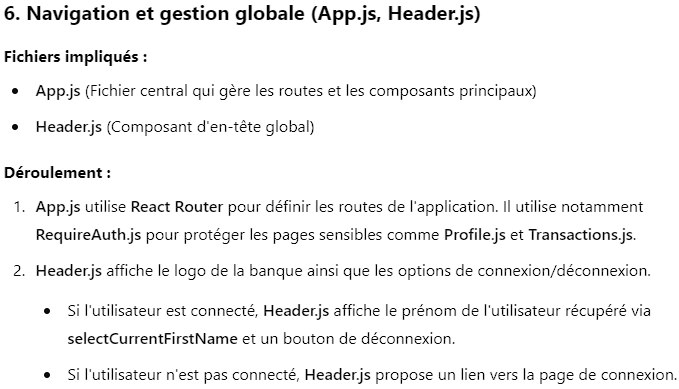 6. Navigation et gestion globale (App.js, Header.js)
Fichiers impliqués :
• App.js (Fichier central qui gère les routes et les composants principaux)
• Header.js (Composant d'en-tête global)
Déroulement :
1. App.js utilise React Router pour définir les routes de l'application. Il utilise notamment
RequireAuth.js pour protéger les pages sensibles comme Profile.js et Transactions.js.
2. Header.js affiche le logo de la banque ainsi que les options de connexion/déconnexion.
• Si l'utilisateur est connecté, Header.js affiche le prénom de l'utilisateur récupéré via
selectCurrentFirstName et un bouton de déconnexion.
• Si l'utilisateur n'est pas connecté, Header.js propose un lien vers la page de connexion.